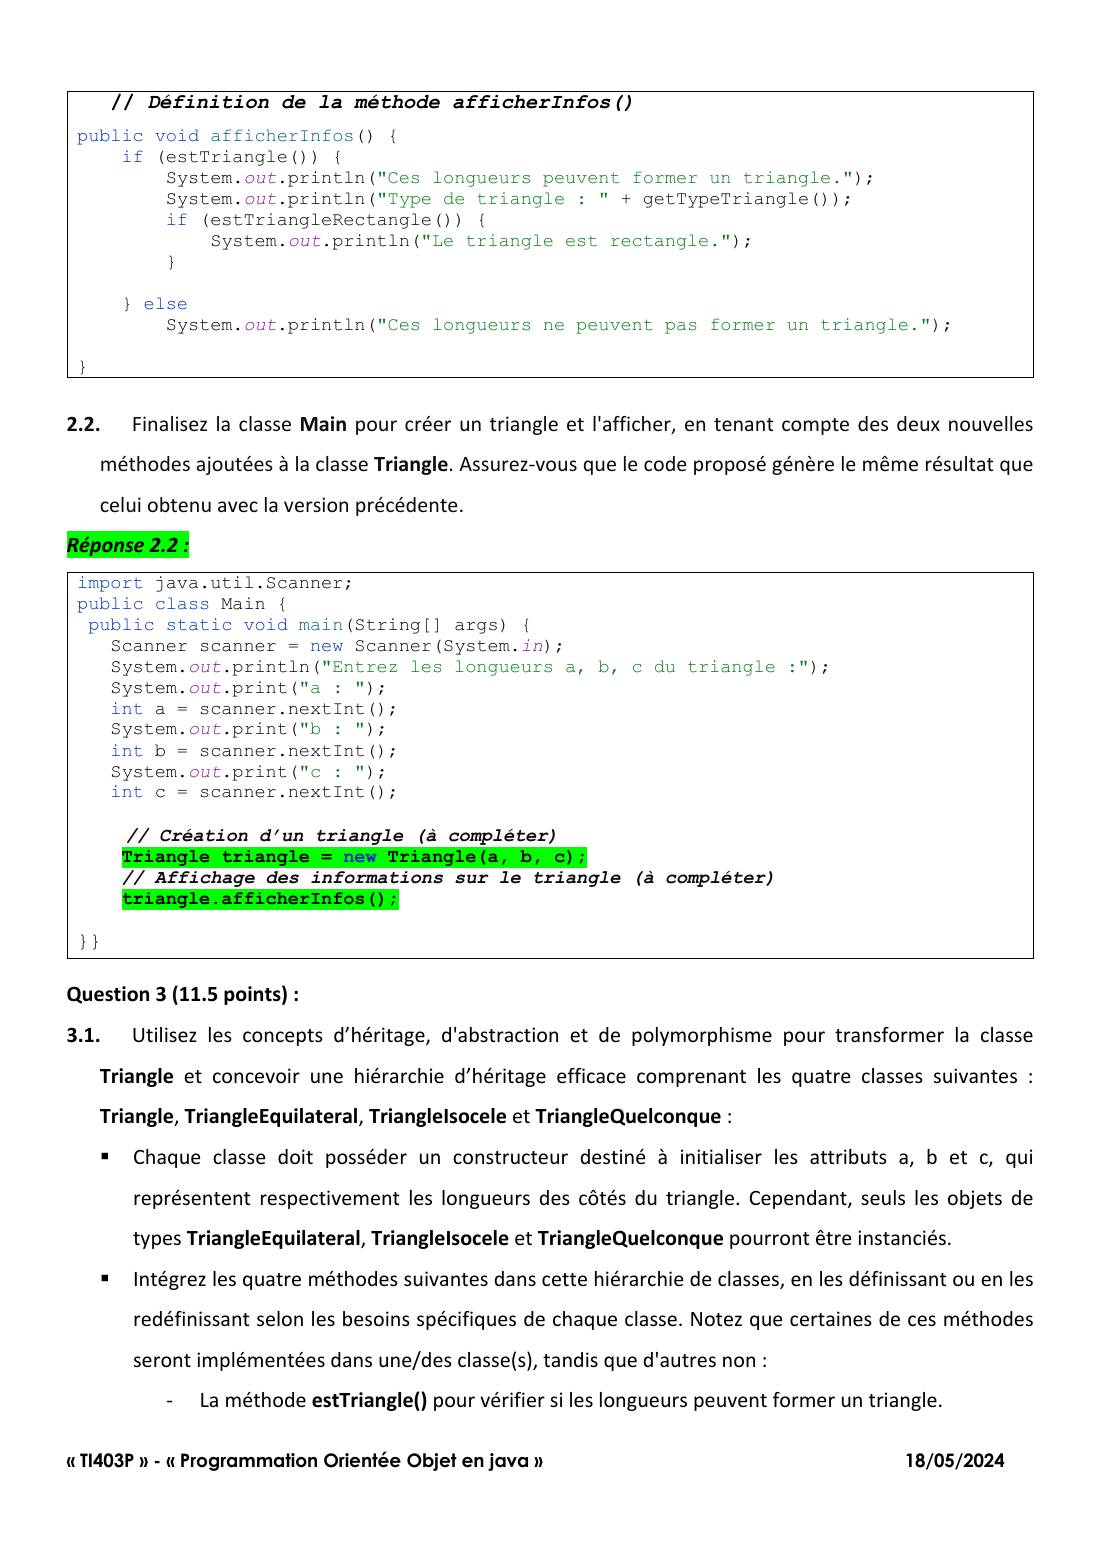 // Définition de la méthode afficherInfos()
public void afficherInfos() {
    if (estTriangle()) {
        System.out.println("Ces longueurs peuvent former un triangle.");
        System.out.println("Type de triangle : " + getTypeTriangle());
        if (estTriangleRectangle()) {
            System.out.println("Le triangle est rectangle.");
        }
    } else
        System.out.println("Ces longueurs ne peuvent pas former un triangle.");
}
2.2. Finalisez la classe Main pour créer un triangle et l'afficher, en tenant compte des deux nouvelles
méthodes ajoutées à la classe Triangle. Assurez-vous que le code proposé génère le même résultat que
celui obtenu avec la version précédente.
Réponse 2.2 :
import java.util.Scanner;
public class Main {
 public static void main(String[] args) {
   Scanner scanner = new Scanner(System.in);
   System.out.println("Entrez les longueurs a, b, c du triangle :");
   System.out.print("a : ");
   int a = scanner.nextInt();
   System.out.print("b : ");
   int b = scanner.nextInt();
   System.out.print("c : ");
   int c = scanner.nextInt();
    // Création d’un triangle (à compléter)
    Triangle triangle = new Triangle(a, b, c);
    // Affichage des informations sur le triangle (à compléter)
    triangle.afficherInfos();
}}
Question 3 (11.5 points) :
3.1. Utilisez les concepts d’héritage, d'abstraction et de polymorphisme pour transformer la classe
Triangle et concevoir une hiérarchie d’héritage efficace comprenant les quatre classes suivantes :
Triangle, TriangleEquilateral, TriangleIsocele et TriangleQuelconque :
▪ Chaque classe doit posséder un constructeur destiné à initialiser les attributs a, b et c, qui
représentent respectivement les longueurs des côtés du triangle. Cependant, seuls les objets de
types TriangleEquilateral, TriangleIsocele et TriangleQuelconque pourront être instanciés.
▪ Intégrez les quatre méthodes suivantes dans cette hiérarchie de classes, en les définissant ou en les
redéfinissant selon les besoins spécifiques de chaque classe. Notez que certaines de ces méthodes
seront implémentées dans une/des classe(s), tandis que d'autres non :
- La méthode estTriangle() pour vérifier si les longueurs peuvent former un triangle.
« TI403P » - « Programmation Orientée Objet en java » 18/05/2024